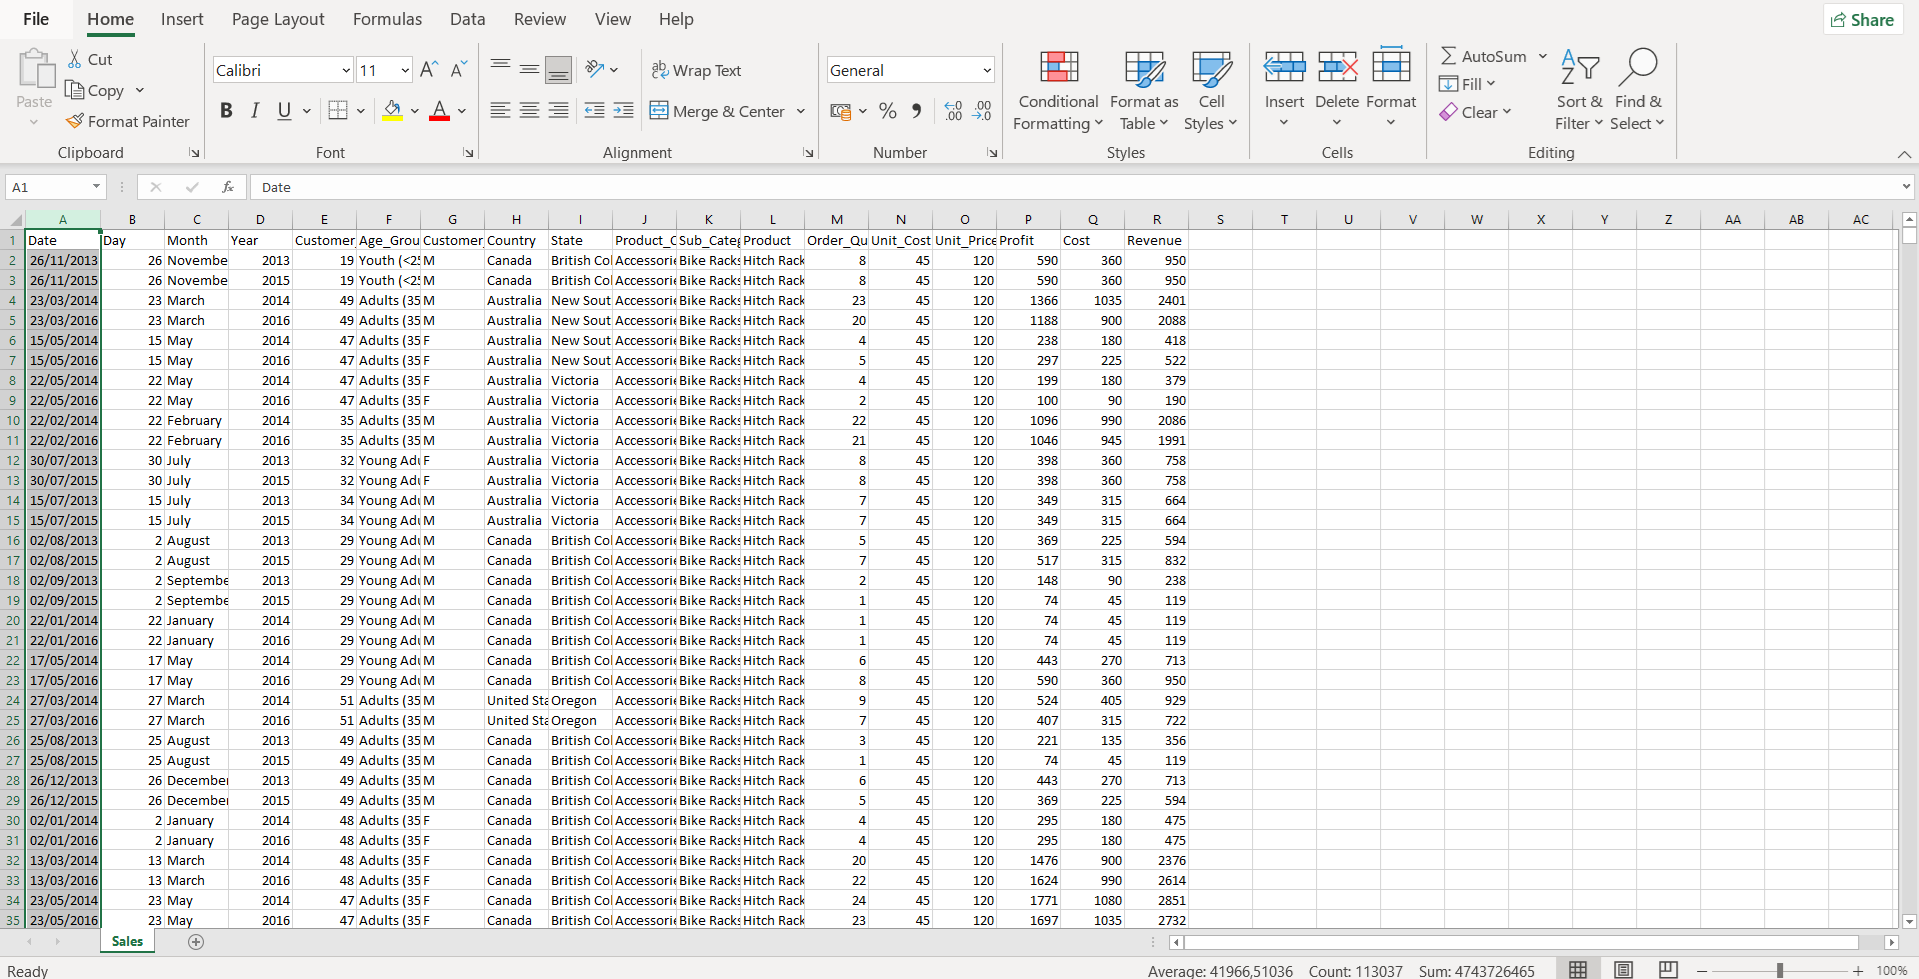 File Home Insert Page Layout Formulas Data Review View Help Share
Paste Cut Copy Format Painter Clipboard
Calibri 11 B I U A Font
Wrap Text Merge & Center Alignment
General % Number
Conditional Formatting Format as Table Cell Styles Styles
Insert Delete Format Cells
AutoSum Fill Clear Sort & Filter Find & Select Editing
A1 fx Date
A B C D E F G H I J K L M N O P Q R S T U V W X Y Z AA AB AC
1 Date Day Month Year Customer_ Age_Grou Customer_ Country State Product_C Sub_Categ Product Order_Qu Unit_Cost Unit_Price Profit Cost Revenue
2 26/11/2013 26 Novembe 2013 19 Youth (<25 M Canada British Col Accessorie Bike Racks Hitch Rack 8 45 120 590 360 950
3 26/11/2015 26 Novembe 2015 19 Youth (<25 M Canada British Col Accessorie Bike Racks Hitch Rack 8 45 120 590 360 950
4 23/03/2014 23 March 2014 49 Adults (35 M Australia New Sout Accessorie Bike Racks Hitch Rack 23 45 120 1366 1035 2401
5 23/03/2016 23 March 2016 49 Adults (35 M Australia New Sout Accessorie Bike Racks Hitch Rack 20 45 120 1188 900 2088
6 15/05/2014 15 May 2014 47 Adults (35 F Australia New Sout Accessorie Bike Racks Hitch Rack 4 45 120 238 180 418
7 15/05/2016 15 May 2016 47 Adults (35 F Australia New Sout Accessorie Bike Racks Hitch Rack 5 45 120 297 225 522
8 22/05/2014 22 May 2014 47 Adults (35 F Australia Victoria Accessorie Bike Racks Hitch Rack 4 45 120 199 180 379
9 22/05/2016 22 May 2016 47 Adults (35 F Australia Victoria Accessorie Bike Racks Hitch Rack 2 45 120 100 90 190
10 22/02/2014 22 February 2014 35 Adults (35 M Australia Victoria Accessorie Bike Racks Hitch Rack 22 45 120 1096 990 2086
11 22/02/2016 22 February 2016 35 Adults (35 M Australia Victoria Accessorie Bike Racks Hitch Rack 21 45 120 1046 945 1991
12 30/07/2013 30 July 2013 32 Young Adu F Australia Victoria Accessorie Bike Racks Hitch Rack 8 45 120 398 360 758
13 30/07/2015 30 July 2015 32 Young Adu F Australia Victoria Accessorie Bike Racks Hitch Rack 8 45 120 398 360 758
14 15/07/2013 15 July 2013 34 Young Adu M Australia Victoria Accessorie Bike Racks Hitch Rack 7 45 120 349 315 664
15 15/07/2015 15 July 2015 34 Young Adu M Australia Victoria Accessorie Bike Racks Hitch Rack 7 45 120 349 315 664
16 02/08/2013 2 August 2013 29 Young Adu M Canada British Col Accessorie Bike Racks Hitch Rack 5 45 120 369 225 594
17 02/08/2015 2 August 2015 29 Young Adu M Canada British Col Accessorie Bike Racks Hitch Rack 7 45 120 517 315 832
18 02/09/2013 2 Septembe 2013 29 Young Adu M Canada British Col Accessorie Bike Racks Hitch Rack 2 45 120 148 90 238
19 02/09/2015 2 Septembe 2015 29 Young Adu M Canada British Col Accessorie Bike Racks Hitch Rack 1 45 120 74 45 119
20 22/01/2014 22 January 2014 29 Young Adu M Canada British Col Accessorie Bike Racks Hitch Rack 1 45 120 74 45 119
21 22/01/2016 22 January 2016 29 Young Adu M Canada British Col Accessorie Bike Racks Hitch Rack 1 45 120 74 45 119
22 17/05/2014 17 May 2014 29 Young Adu M Canada British Col Accessorie Bike Racks Hitch Rack 6 45 120 443 270 713
23 17/05/2016 17 May 2016 29 Young Adu M Canada British Col Accessorie Bike Racks Hitch Rack 8 45 120 590 360 950
24 27/03/2014 27 March 2014 51 Adults (35 M United Sta Oregon Accessorie Bike Racks Hitch Rack 9 45 120 524 405 929
25 27/03/2016 27 March 2016 51 Adults (35 M United Sta Oregon Accessorie Bike Racks Hitch Rack 7 45 120 407 315 722
26 25/08/2013 25 August 2013 49 Adults (35 M Canada British Col Accessorie Bike Racks Hitch Rack 3 45 120 221 135 356
27 25/08/2015 25 August 2015 49 Adults (35 M Canada British Col Accessorie Bike Racks Hitch Rack 1 45 120 74 45 119
28 26/12/2013 26 December 2013 49 Adults (35 M Canada British Col Accessorie Bike Racks Hitch Rack 6 45 120 443 270 713
29 26/12/2015 26 December 2015 49 Adults (35 M Canada British Col Accessorie Bike Racks Hitch Rack 5 45 120 369 225 594
30 02/01/2014 2 January 2014 48 Adults (35 F Canada British Col Accessorie Bike Racks Hitch Rack 4 45 120 295 180 475
31 02/01/2016 2 January 2016 48 Adults (35 F Canada British Col Accessorie Bike Racks Hitch Rack 4 45 120 295 180 475
32 13/03/2014 13 March 2014 48 Adults (35 F Canada British Col Accessorie Bike Racks Hitch Rack 20 45 120 1476 900 2376
33 13/03/2016 13 March 2016 48 Adults (35 F Canada British Col Accessorie Bike Racks Hitch Rack 22 45 120 1624 990 2614
34 23/05/2014 23 May 2014 47 Adults (35 F Canada British Col Accessorie Bike Racks Hitch Rack 24 45 120 1771 1080 2851
35 23/05/2016 23 May 2016 47 Adults (35 F Canada British Col Accessorie Bike Racks Hitch Rack 23 45 120 1697 1035 2732
Sales
Ready Average: 41966,51036 Count: 113037 Sum: 4743726465 100%